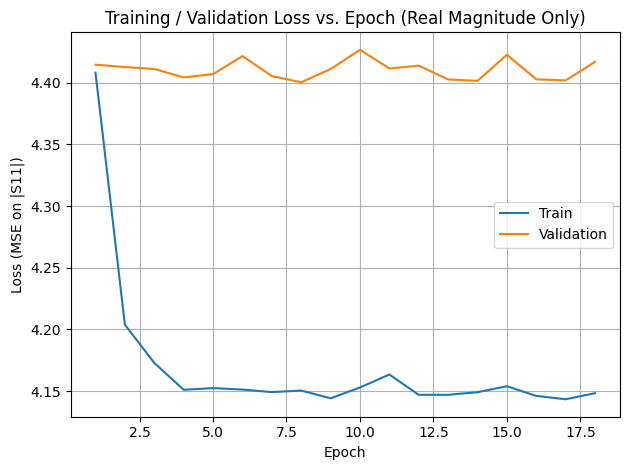 Training / Validation Loss vs. Epoch (Real Magnitude Only)
Loss (MSE on |S11|)
4.40
4.35
4.30
4.25
4.20
4.15
Train
Validation
2.5 5.0 7.5 10.0 12.5 15.0 17.5
Epoch